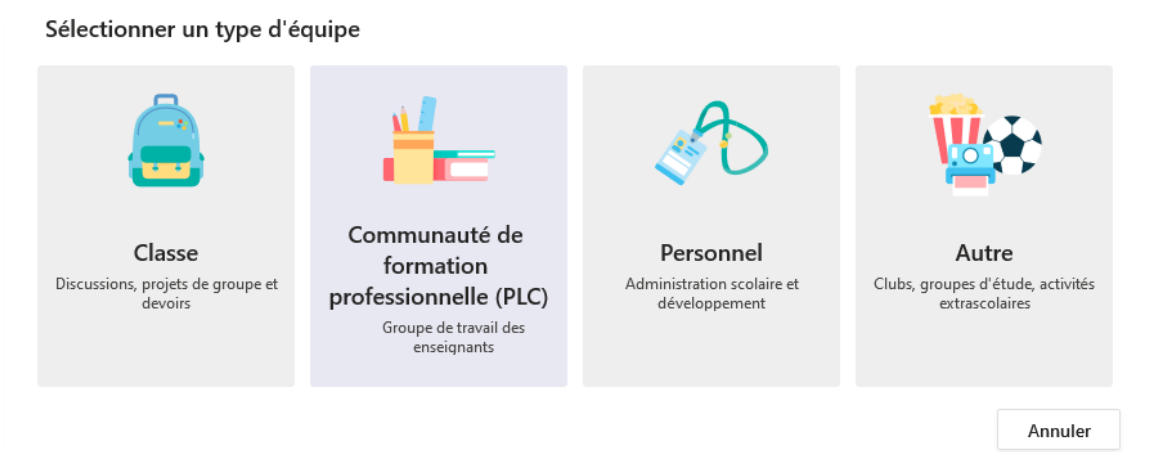 Sélectionner un type d'équipe
Classe
Discussions, projets de groupe et
devoirs
Communauté de
formation
professionnelle (PLC)
Groupe de travail des
enseignants
Personnel
Administration scolaire et
développement
Autre
Clubs, groupes d'étude, activités
extrascolaires
Annuler